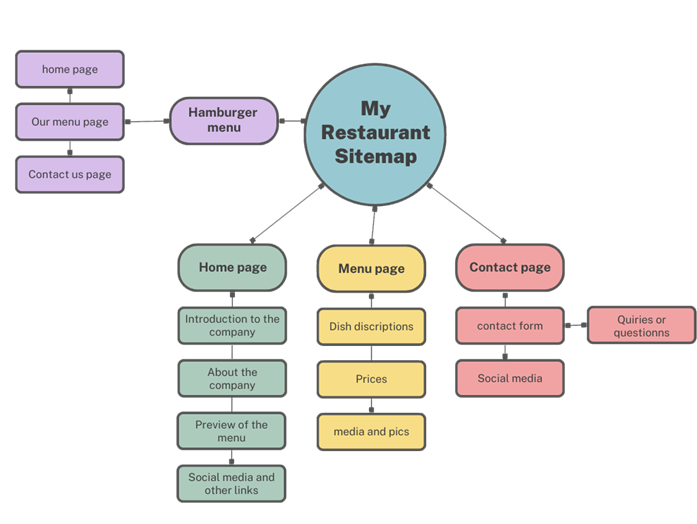 My
Restaurant
Sitemap
Hamburger
menu
home page
Our menu page
Contact us page
Home page
Introduction to the
company
About the
company
Preview of the
menu
Social media and
other links
Menu page
Dish discriptions
Prices
media and pics
Contact page
contact form
Quiries or
questionns
Social media